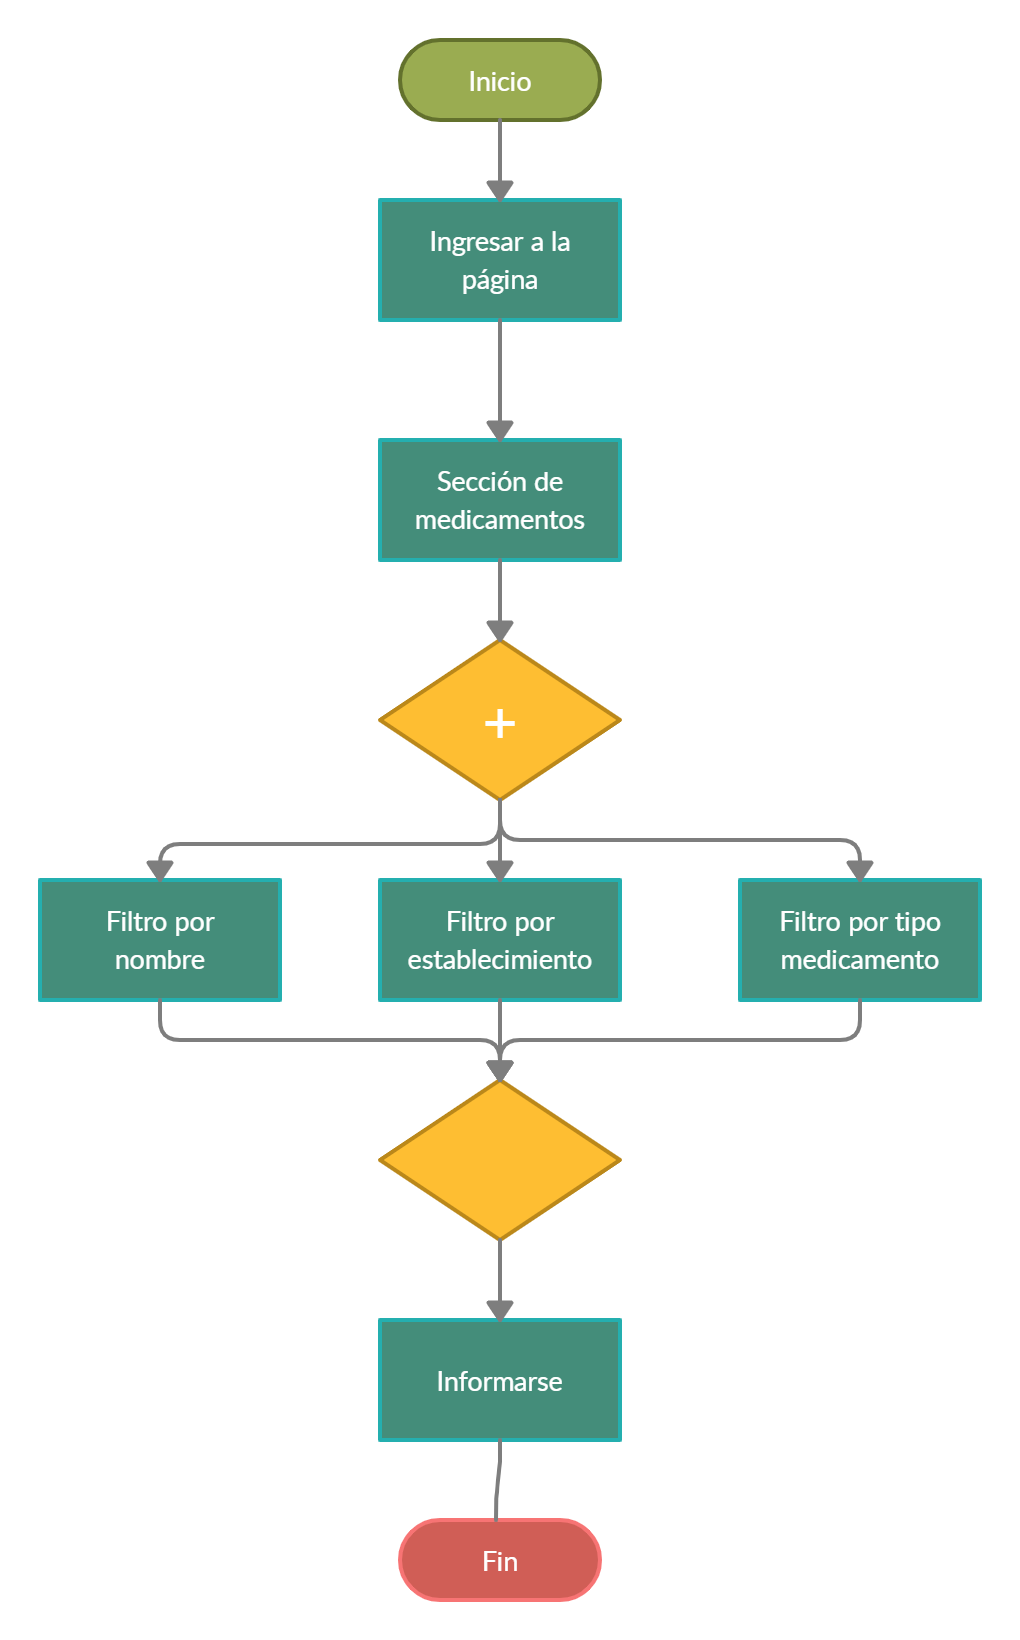 Inicio
Ingresar a la
página
Sección de
medicamentos
+
Filtro por
nombre
Filtro por
establecimiento
Filtro por tipo
medicamento
Informarse
Fin